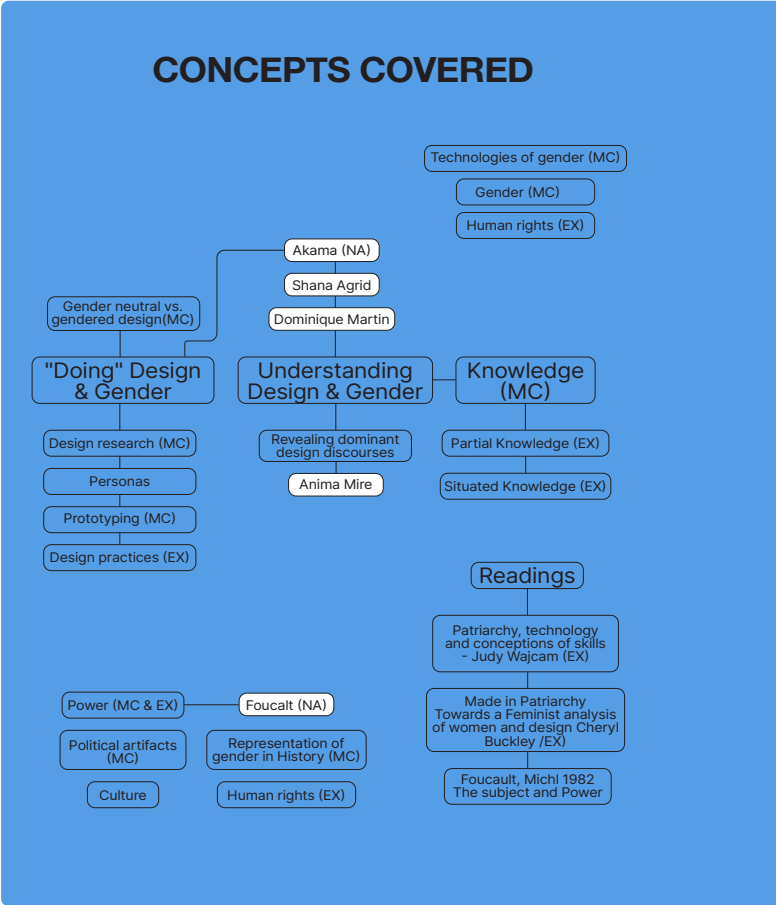 CONCEPTS COVERED
Technologies of gender (MC)
Gender (MC)
Human rights (EX)
Akama (NA)
Shana Agrid
Dominique Martin
Gender neutral vs.
gendered design(MC)
"Doing" Design
& Gender
Understanding
Design & Gender
Knowledge
(MC)
Design research (MC)
Personas
Prototyping (MC)
Design practices (EX)
Revealing dominant
design discourses
Anima Mire
Partial Knowledge (EX)
Situated Knowledge (EX)
Readings
Patriarchy, technology
and conceptions of skills
- Judy Wajcam (EX)
Made in Patriarchy
Towards a Feminist analysis
of women and design Cheryl
Buckley /EX)
Foucault, Michl 1982
The subject and Power
Power (MC & EX)
Foucalt (NA)
Political artifacts
(MC)
Representation of
gender in History (MC)
Culture
Human rights (EX)